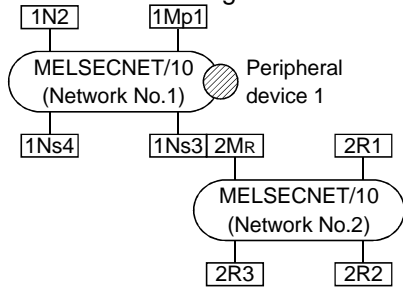 1N2 1Mp1
MELSECNET/10
(Network No.1)
Peripheral
device 1
1Ns4 1Ns3 2MR 2R1
MELSECNET/10
(Network No.2)
2R3 2R2